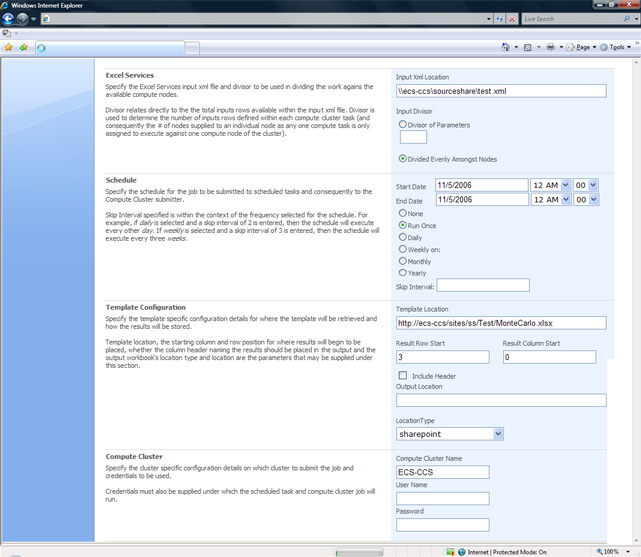 Windows Internet Explorer
Live Search
Page
Tools
Excel Services
Specify the Excel Services input xml file and divisor to be used in dividing the work agains the
available compute nodes.
Divisor relates directly to the the total inputs rows available within the input xml file. Divisor is
used to determine the number of inputs rows defined within each compute cluster task (and
consequently the # of nodes supplied to an individual node as any one compute task is only
assigned to execute against one compute node of the cluster).
Input Xml Location
\\ecs-ccs\sourceshare\test.xml
Input Divisor
Divisor of Parameters
Divided Evenly Amongst Nodes
Schedule
Specify the schedule for the job to be submitted to scheduled tasks and consequently to the
Compute Cluster submitter.
Skip Interval specified is within the context of the frequency selected for the schedule. For
example, if daily is selected and a skip interval of 2 is entered, then the schedule will execute
every other day. If weekly is selected and a skip interval of 3 is entered, then the schedule will
execute every three weeks.
Start Date 11/5/2006 12 AM 00
End Date 11/5/2006 12 AM 00
None
Run Once
Daily
Weekly on:
Monthly
Yearly
Skip Interval:
Template Configuration
Specify the template specific configuration details for where the template will be retrieved and
how the results will be stored.
Template location, the starting column and row position for where results will begin to be
placed, whether the column header naming the results should be placed in the output and the
output workbook's location type and location are the parameters that may be supplied under
this section.
Template Location
http://ecs-ccs/sites/ss/Test/MonteCarlo.xlsx
Result Row Start Result Column Start
3 0
Include Header
Output Location
LocationType
sharepoint
Compute Cluster
Specify the cluster specific configuration details on which cluster to submit the job and
credentials to be used.
Credentials must also be supplied under which the scheduled task and compute cluster job will
run.
Compute Cluster Name
ECS-CCS
User Name
Password
Internet | Protected Mode: On
100%